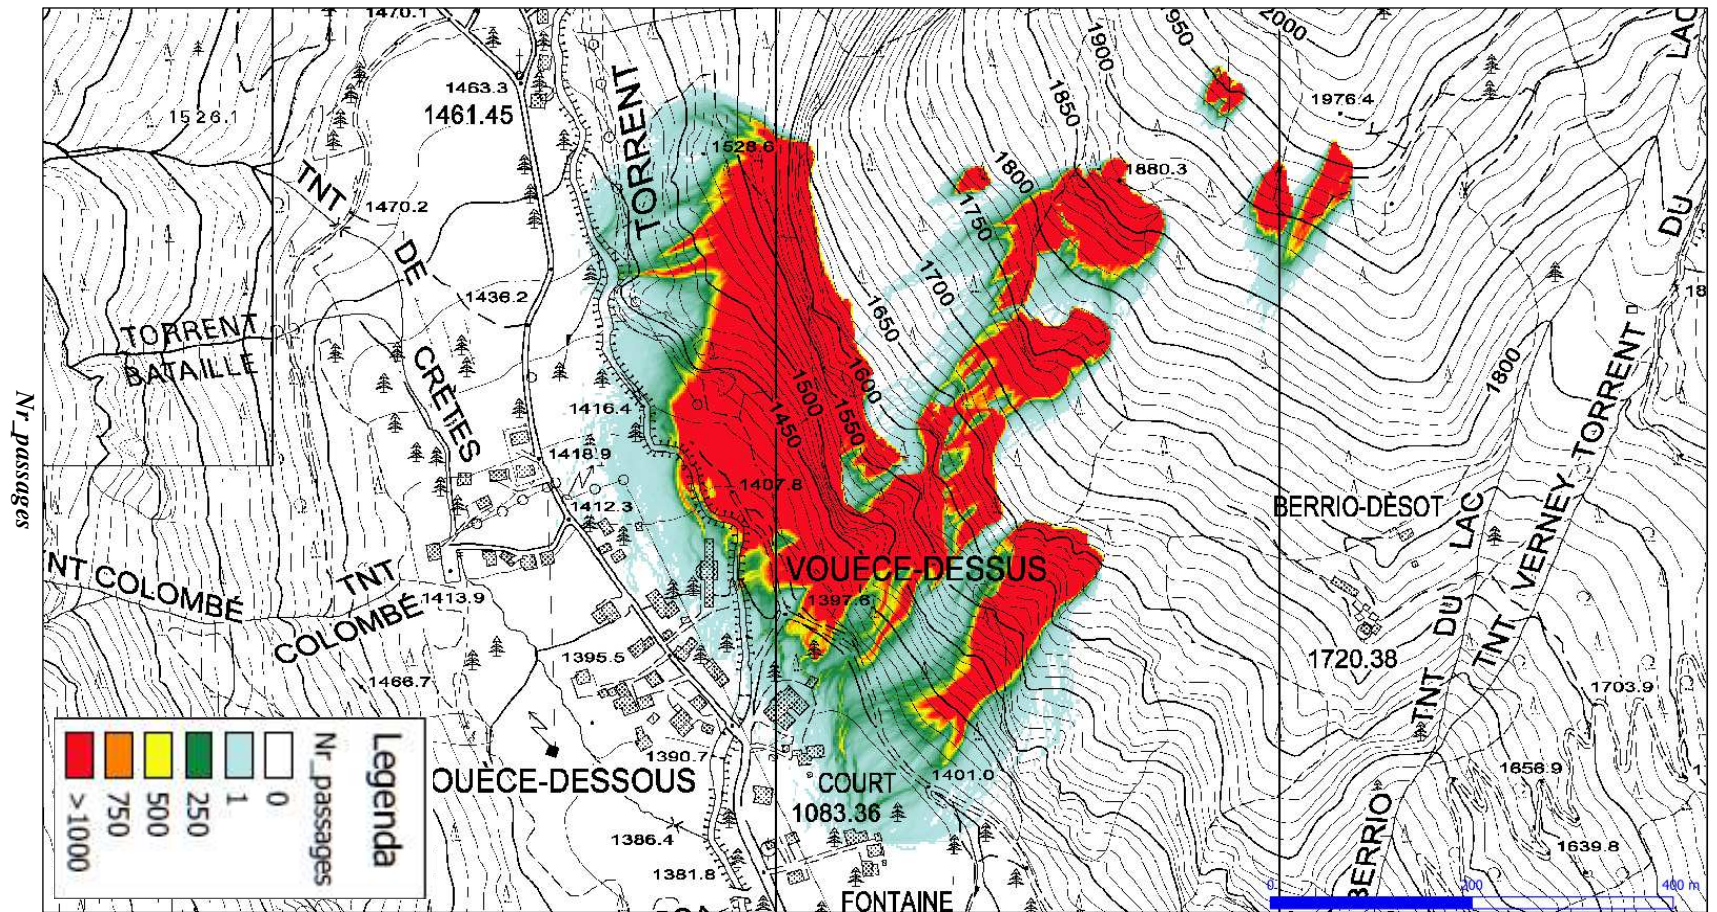 1470.1
950
2000
LAC
1900
1463.3
1461.45
1526.1
TORRENT
1850
1976.4
1528.6
1880.3
TNT
1470.2
1800
1750
DU
DE
1436.2
1700
1650
TORRENT
BATAILLE
CRÉTIES
1416.4
1500
1600
1550
1450
1800
1418.9
1407.8
1412.3
BERRIO-DÈSOT
TNT VERNEY TORRENT
Nr_passages
NT COLOMBÉ
TNT
COLOMBÉ
1413.9
VOUÈCE-DESSUS
1397.6
TNT DU LAC
1395.5
1466.7
1720.38
1703.9
Legenda
Nr_passages
0
1
250
500
750
>1000
1390.7
OUÈCE-DESSOUS
COURT
1083.36
1401.0
1656.9
1386.4
1381.8
1639.8
BERRIO
FONTAINE
0 200 400 m